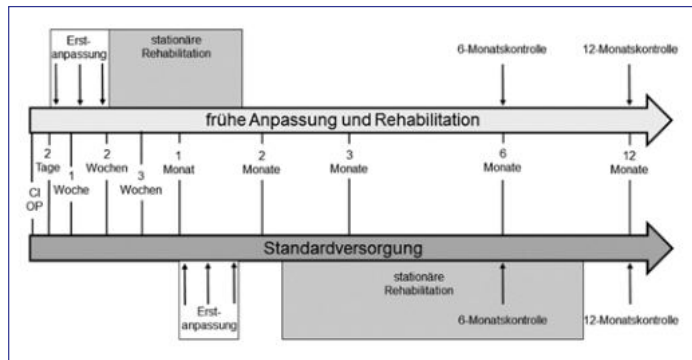 Erst-
anpassung
stationäre
Rehabilitation
6-Monatskontrolle
12-Monatskontrolle
frühe Anpassung und Rehabilitation
CI
OP
2
Tage
1
Woche
2
Wochen
3
Wochen
1
Monat
2
Monate
3
Monate
6
Monate
12
Monate
Standardversorgung
Erst-
anpassung
stationäre
Rehabilitation
6-Monatskontrolle
12-Monatskontrolle